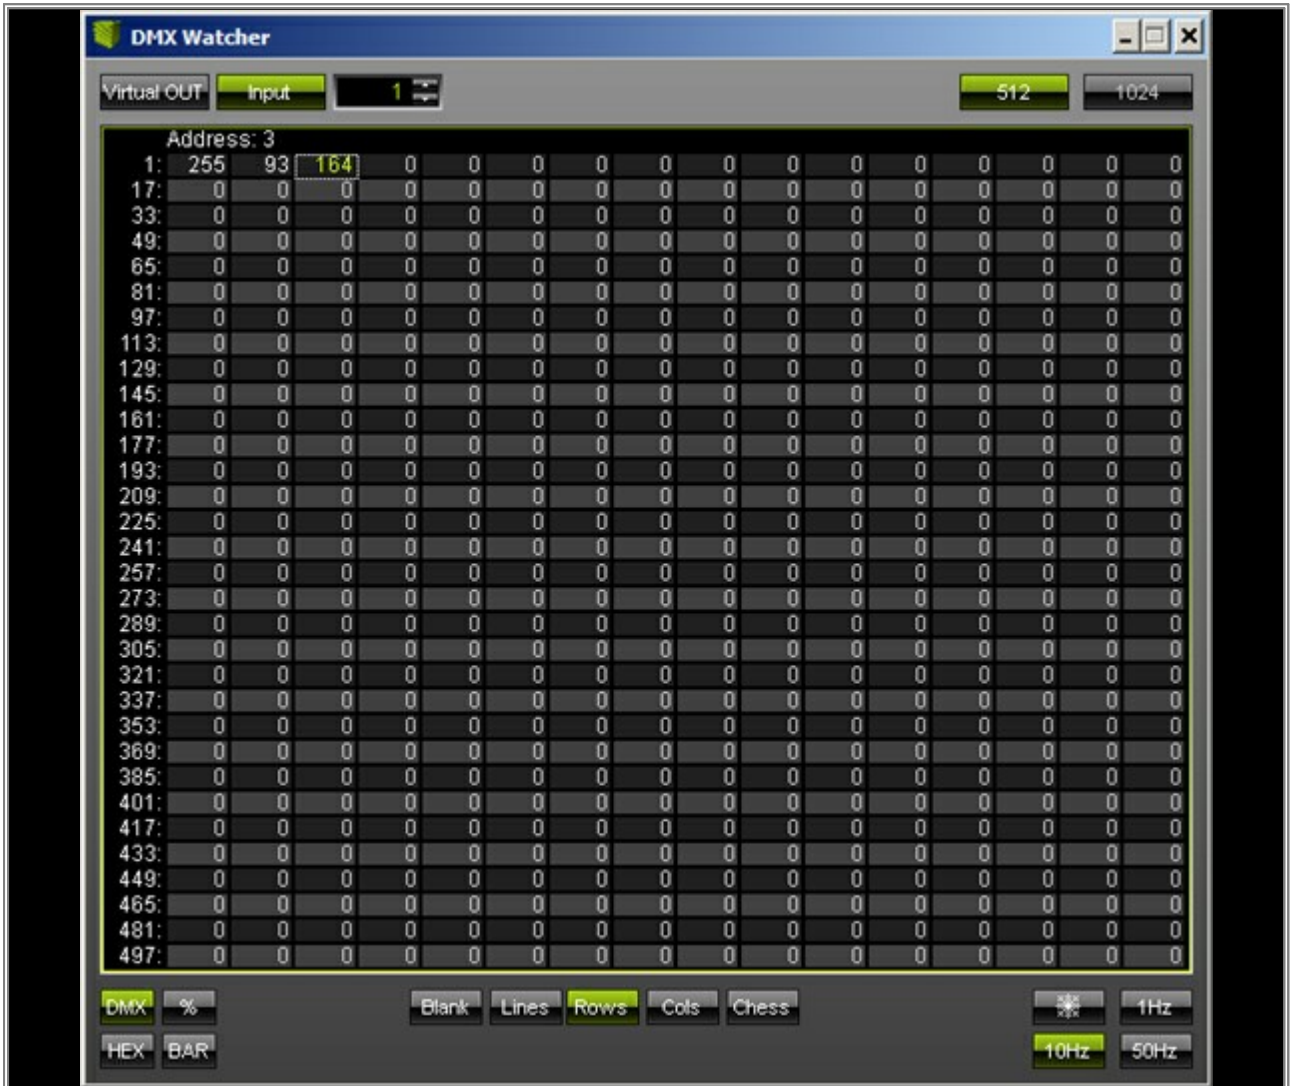 DMX Watcher
Virtual OUT Input 1 512 1024
Address: 3
1: 255 93 164 0 0 0 0 0 0 0 0 0 0 0 0 0
17: 0 0 0 0 0 0 0 0 0 0 0 0 0 0 0 0
33: 0 0 0 0 0 0 0 0 0 0 0 0 0 0 0 0
49: 0 0 0 0 0 0 0 0 0 0 0 0 0 0 0 0
65: 0 0 0 0 0 0 0 0 0 0 0 0 0 0 0 0
81: 0 0 0 0 0 0 0 0 0 0 0 0 0 0 0 0
97: 0 0 0 0 0 0 0 0 0 0 0 0 0 0 0 0
113: 0 0 0 0 0 0 0 0 0 0 0 0 0 0 0 0
129: 0 0 0 0 0 0 0 0 0 0 0 0 0 0 0 0
145: 0 0 0 0 0 0 0 0 0 0 0 0 0 0 0 0
161: 0 0 0 0 0 0 0 0 0 0 0 0 0 0 0 0
177: 0 0 0 0 0 0 0 0 0 0 0 0 0 0 0 0
193: 0 0 0 0 0 0 0 0 0 0 0 0 0 0 0 0
209: 0 0 0 0 0 0 0 0 0 0 0 0 0 0 0 0
225: 0 0 0 0 0 0 0 0 0 0 0 0 0 0 0 0
241: 0 0 0 0 0 0 0 0 0 0 0 0 0 0 0 0
257: 0 0 0 0 0 0 0 0 0 0 0 0 0 0 0 0
273: 0 0 0 0 0 0 0 0 0 0 0 0 0 0 0 0
289: 0 0 0 0 0 0 0 0 0 0 0 0 0 0 0 0
305: 0 0 0 0 0 0 0 0 0 0 0 0 0 0 0 0
321: 0 0 0 0 0 0 0 0 0 0 0 0 0 0 0 0
337: 0 0 0 0 0 0 0 0 0 0 0 0 0 0 0 0
353: 0 0 0 0 0 0 0 0 0 0 0 0 0 0 0 0
369: 0 0 0 0 0 0 0 0 0 0 0 0 0 0 0 0
385: 0 0 0 0 0 0 0 0 0 0 0 0 0 0 0 0
401: 0 0 0 0 0 0 0 0 0 0 0 0 0 0 0 0
417: 0 0 0 0 0 0 0 0 0 0 0 0 0 0 0 0
433: 0 0 0 0 0 0 0 0 0 0 0 0 0 0 0 0
449: 0 0 0 0 0 0 0 0 0 0 0 0 0 0 0 0
465: 0 0 0 0 0 0 0 0 0 0 0 0 0 0 0 0
481: 0 0 0 0 0 0 0 0 0 0 0 0 0 0 0 0
497: 0 0 0 0 0 0 0 0 0 0 0 0 0 0 0 0
DMX % Blank Lines Rows Cols Chess 1Hz
HEX BAR 10Hz 50Hz